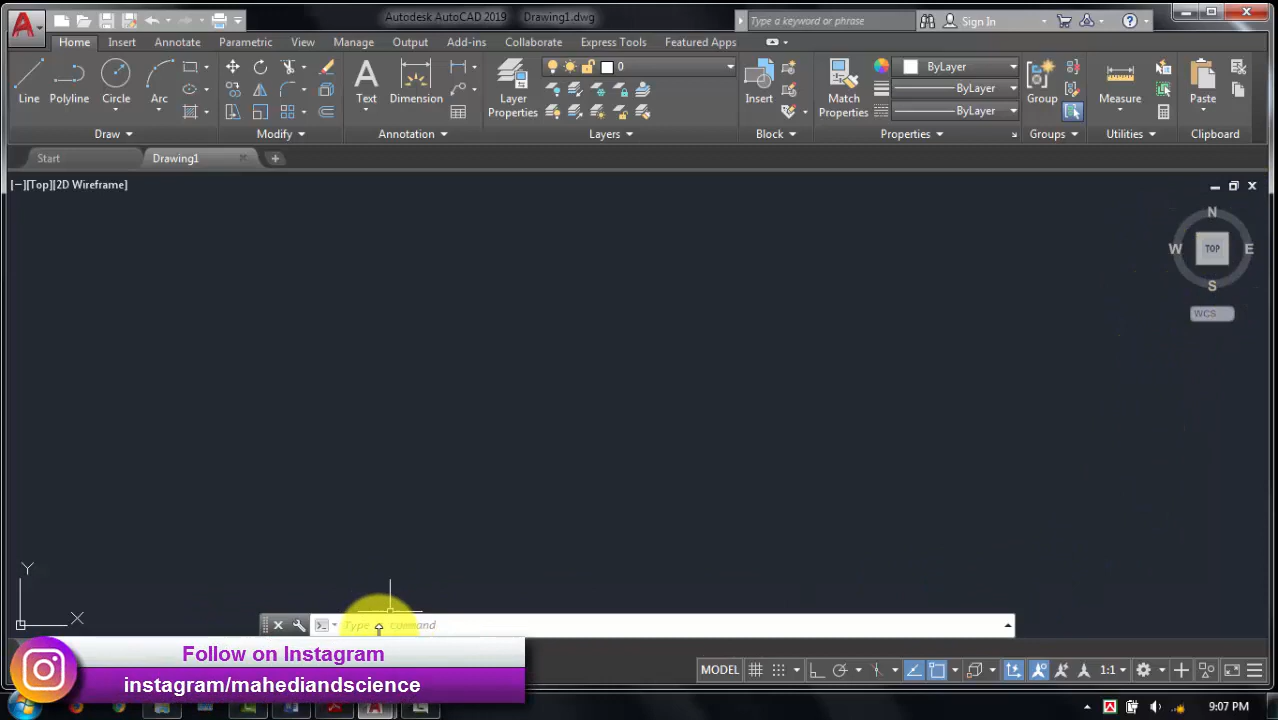 Autodesk AutoCAD 2019 Drawing1.dwg
Type a keyword or phrase
Sign In
Home Insert Annotate Parametric View Manage Output Add-ins Collaborate Express Tools Featured Apps
Line Polyline Circle Arc
Text Dimension
Layer Properties
0
Insert
Match Properties
ByLayer
ByLayer
ByLayer
Group
Measure
Paste
Draw Modify Annotation Layers Block Properties Groups Utilities Clipboard
Start Drawing1
[−][Top][2D Wireframe]
N
W TOP E
S
WCS
Y
X
Type a command
Follow on Instagram
instagram/mahediandscience
MODEL 1:1
9:07 PM